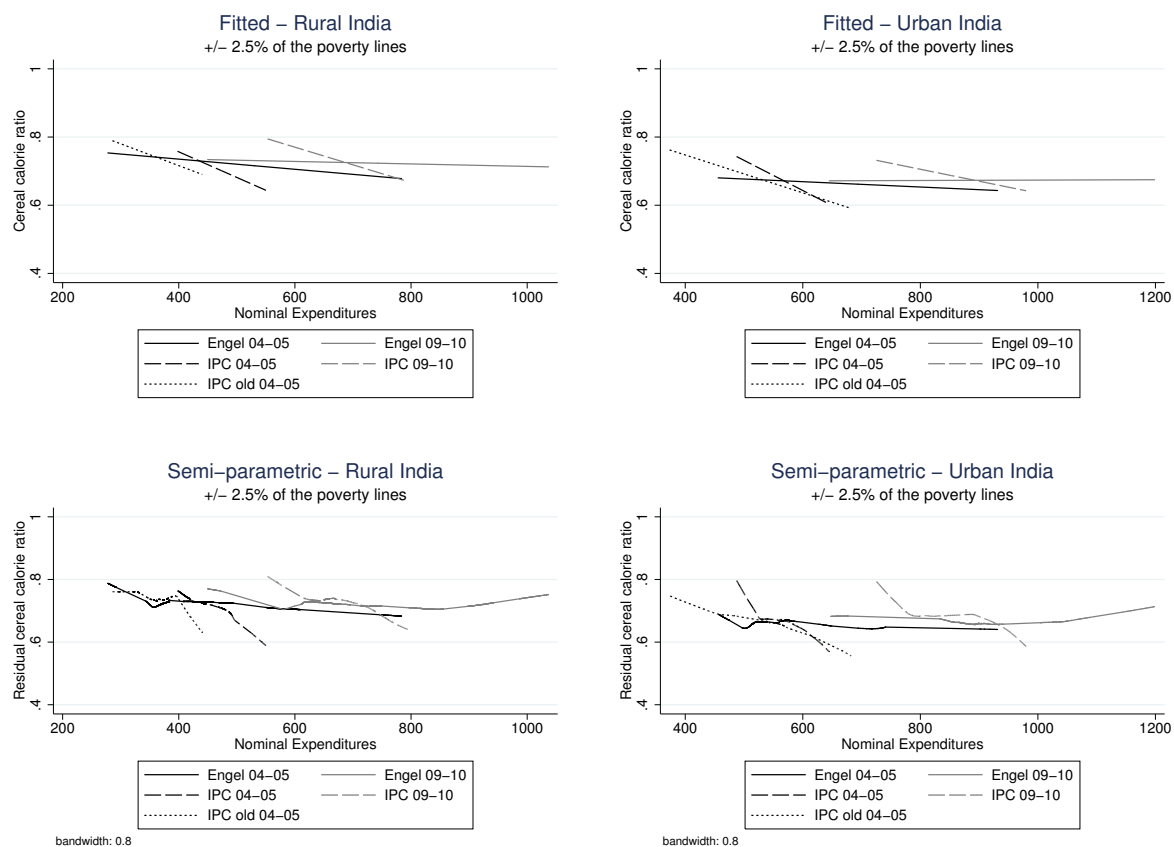 Fitted − Rural India
+/− 2.5% of the poverty lines
Cereal calorie ratio
1
.8
.6
.4
200 400 600 800 1000
Nominal Expenditures
Engel 04−05 Engel 09−10
IPC 04−05 IPC 09−10
IPC old 04−05
Fitted − Urban India
+/− 2.5% of the poverty lines
Cereal calorie ratio
1
.8
.6
.4
400 600 800 1000 1200
Nominal Expenditures
Engel 04−05 Engel 09−10
IPC 04−05 IPC 09−10
IPC old 04−05
Semi−parametric − Rural India
+/− 2.5% of the poverty lines
Residual cereal calorie ratio
1
.8
.6
.4
200 400 600 800 1000
Nominal Expenditures
Engel 04−05 Engel 09−10
IPC 04−05 IPC 09−10
IPC old 04−05
bandwidth: 0.8
Semi−parametric − Urban India
+/− 2.5% of the poverty lines
Residual cereal calorie ratio
1
.8
.6
.4
400 600 800 1000 1200
Nominal Expenditures
Engel 04−05 Engel 09−10
IPC 04−05 IPC 09−10
IPC old 04−05
bandwidth: 0.8